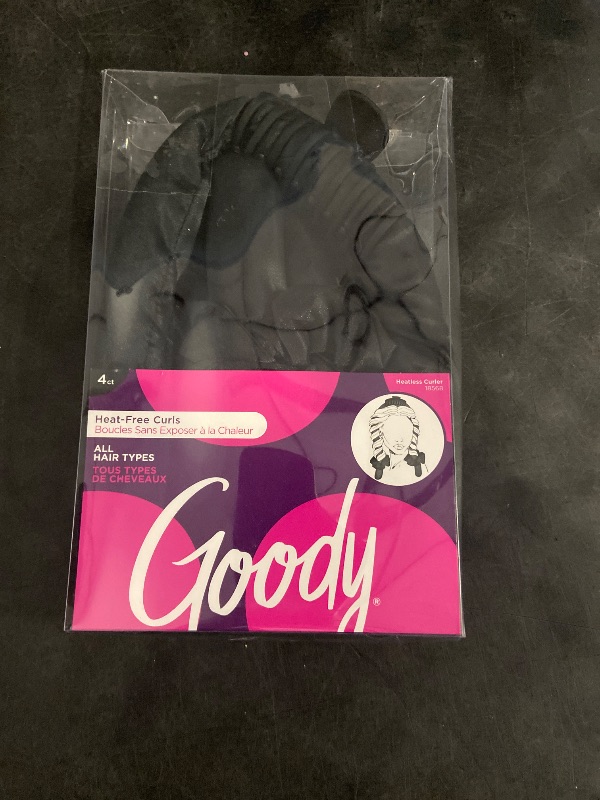 4ct
Heatless Curler
18568
Heat-Free Curls
Boucles Sans Exposer à la Chaleur
ALL
HAIR TYPES
TOUS TYPES
DE CHEVEAUX
Goody®